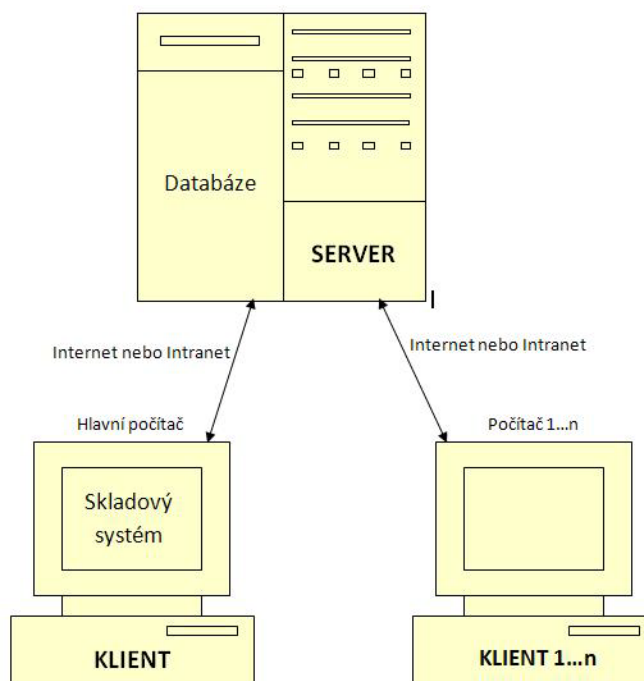 Databáze
SERVER
Internet nebo Intranet
Internet nebo Intranet
Hlavní počítač
Počítač 1...n
Skladový
systém
KLIENT
KLIENT 1...n